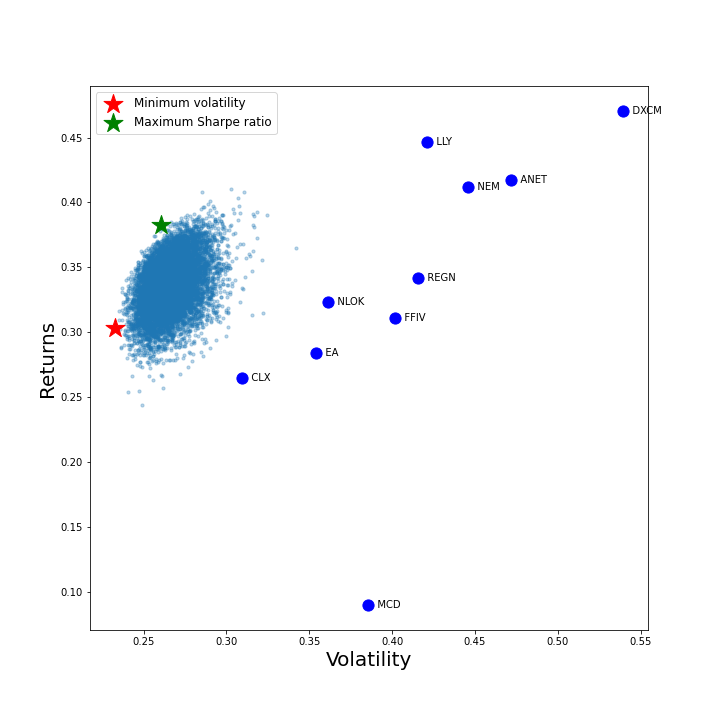 Minimum volatility
Maximum Sharpe ratio
DXCM
LLY
ANET
NEM
REGN
NLOK
FFIV
EA
CLX
MCD
0.45
0.40
0.35
0.30
0.25
0.20
0.15
0.10
Returns
0.25 0.30 0.35 0.40 0.45 0.50 0.55
Volatility